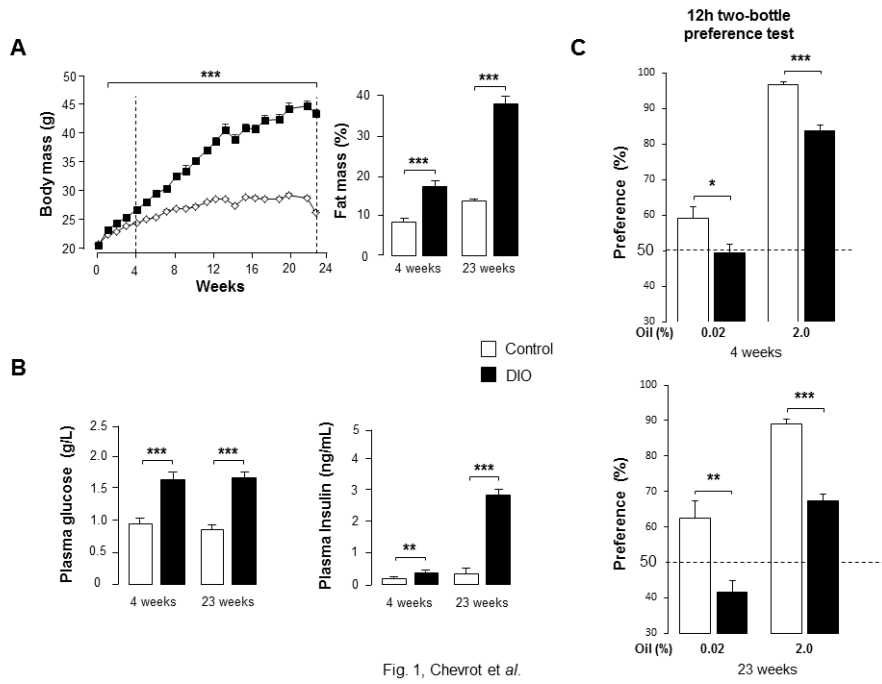 A
Body mass (g)
50
45
40
35
30
25
20
***
0
4
8
12
16
20
24
Weeks
Fat mass (%)
40
30
20
10
0
***
***
4 weeks
23 weeks
Control
DIO
B
Plasma glucose (g/L)
2.5
2.0
1.5
1.0
0.5
0
***
***
4 weeks
23 weeks
Plasma Insulin (ng/mL)
5
4
3
2
1
0
**
***
4 weeks
23 weeks
C
12h two-bottle
preference test
Preference (%)
100
90
80
70
60
50
40
30
*
***
Oil (%)
0.02
2.0
4 weeks
Preference (%)
100
90
80
70
60
50
40
30
**
***
Oil (%)
0.02
2.0
23 weeks
Fig. 1, Chevrot et al.